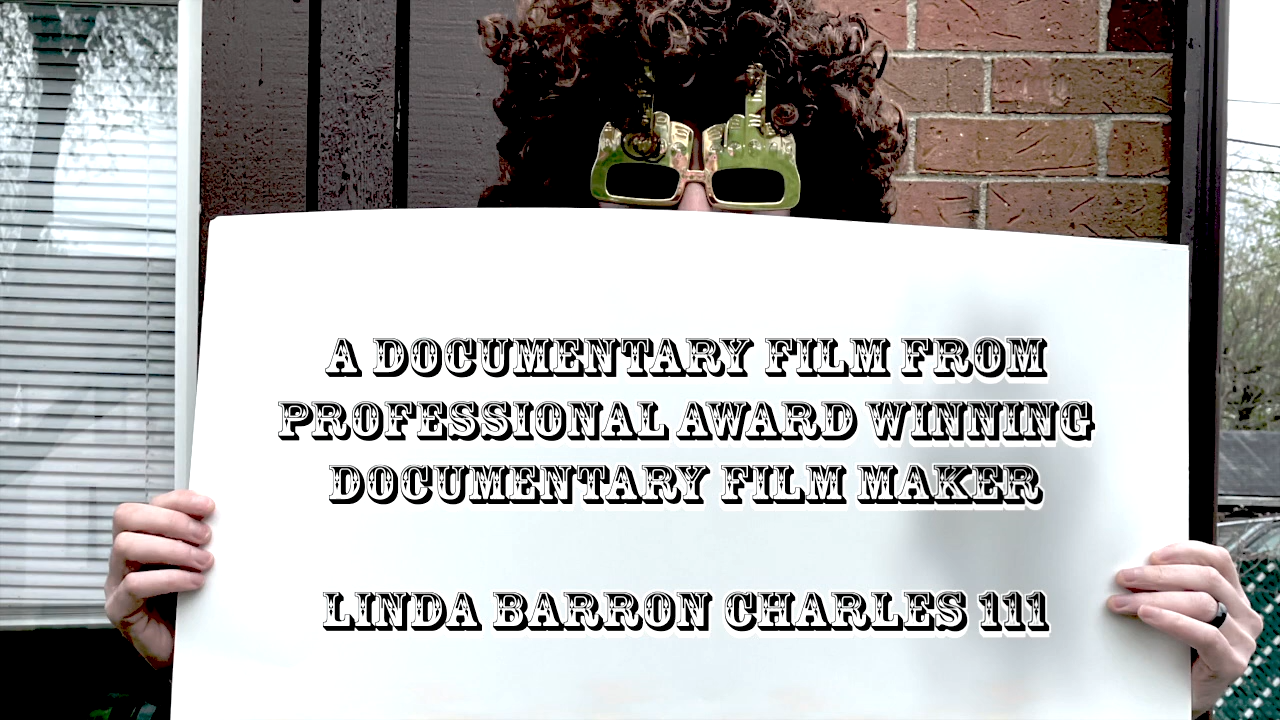 A DOCUMENTARY FILM FROM
PROFESSIONAL AWARD WINNING
DOCUMENTARY FILM MAKER
LINDA BARRON CHARLES 111